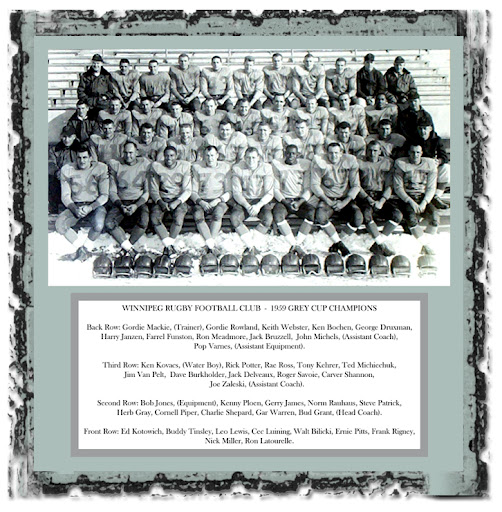 WINNIPEG RUGBY FOOTBALL CLUB - 1959 GREY CUP CHAMPIONS
Back Row: Gordie Mackie, (Trainer), Gordie Rowland, Keith Webster, Ken Bochen, George Druxman,
Harry Janzen, Farrel Funston, Ron Meadmore, Jack Bruzzell, John Michels, (Assistant Coach),
Pop Varnes, (Assistant Equipment).
Third Row: Ken Kovacs, (Water Boy), Rick Potter, Rae Ross, Tony Kehrer, Ted Michiechuk,
Jim Van Pelt, Dave Burkholder, Jack Delveaux, Roger Savoie, Carver Shannon,
Joe Zaleski, (Assistant Coach).
Second Row: Bob Jones, (Equipment), Kenny Ploen, Gerry James, Norm Rauhaus, Steve Patrick,
Herb Gray, Cornell Piper, Charlie Shepard, Gar Warren, Bud Grant, (Head Coach).
Front Row: Ed Kotowich, Buddy Tinsley, Leo Lewis, Cec Luining, Walt Bilicki, Ernie Pitts, Frank Rigney,
Nick Miller, Ron Latourelle.